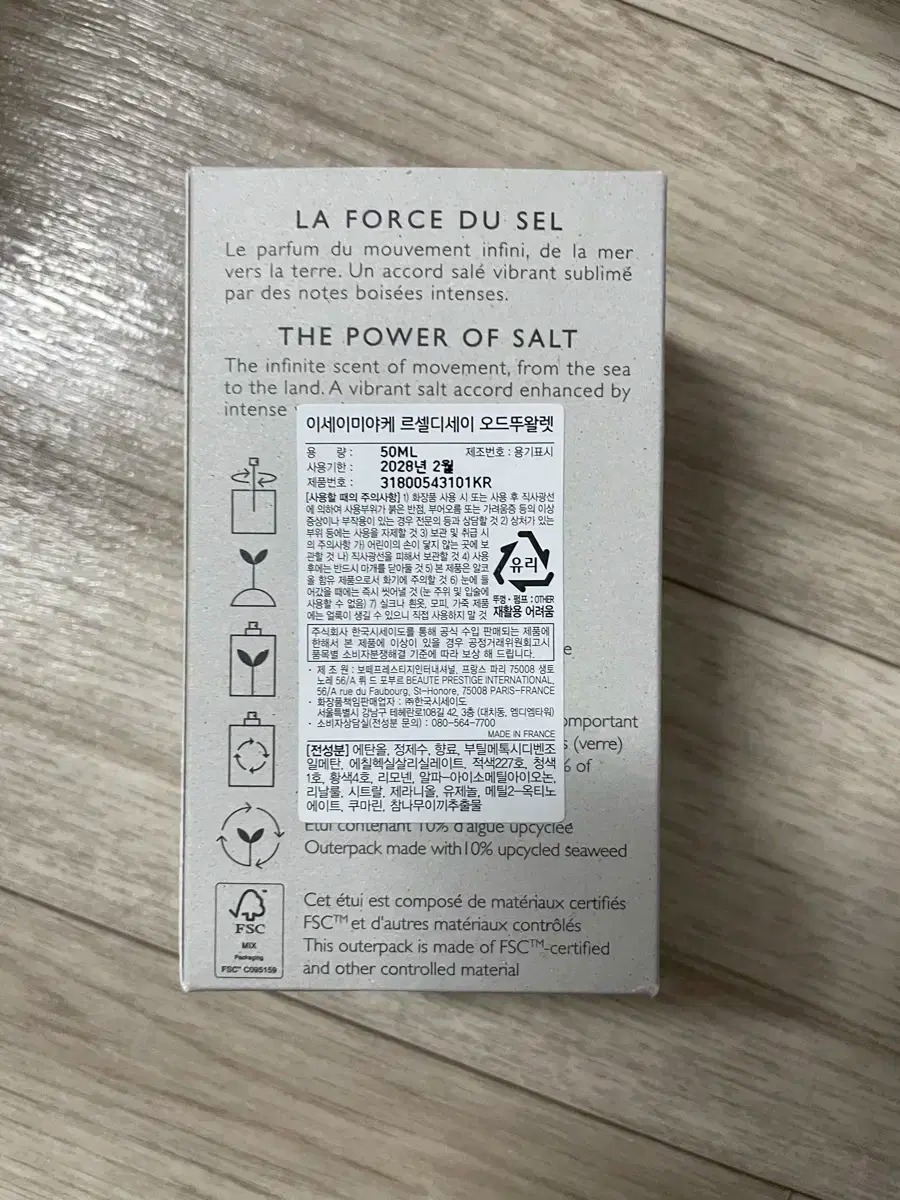 LA FORCE DU SEL
Le parfum du mouvement infini, de la mer
vers la terre. Un accord salé vibrant sublimé
par des notes boisées intenses.
THE POWER OF SALT
The infinite scent of movement, from the sea
to the land. A vibrant salt accord enhanced by
intense
이세이미야케 르셀디세이 오드뚜왈렛
용 량 : 50ML 제조번호 : 용기표시
사용기한 : 2028년 2월
제품번호 : 31800543101KR
[사용할 때의 주의사항] 1) 화장품 사용 시 또는 사용 후 직사광선
에 의하여 사용부위가 붉은 반점, 부어오름 또는 가려움증 등의 이상
증상이나 부작용이 있는 경우 전문의 등과 상담할 것 2) 상처가 있는
부위 등에는 사용을 자제할 것 3) 보관 및 취급 시
의 주의사항 가) 어린이의 손이 닿지 않는 곳에 보
관할 것 나) 직사광선을 피해서 보관할 것 4) 사용
후에는 반드시 마개를 닫아둘 것 5) 본 제품은 알코
올 함유 제품으로서 화기에 주의할 것 6) 눈에 들
어갔을 때에는 즉시 씻어낼 것 (눈 주위 및 입술에
사용할 수 없음) 7) 실크나 흰옷, 모피, 가죽 제품
에는 얼룩이 생길 수 있으니 직접 사용하지 말 것
유리
뚜껑・펌프 : OTHER
재활용 어려움
주식회사 한국시세이도를 통해 공식 수입 판매되는 제품에
한해서 본 제품에 이상이 있을 경우 공정거래위원회고시
품목별 소비자분쟁해결 기준에 따라 보상 해 드립니다.
· 제 조 원 : 보떼프레스티지인터내셔널, 프랑스 파리 75008 생토
노레 56/A 뤼 드 포부르 BEAUTE PRESTIGE INTERNATIONAL,
56/A rue du Faubourg, St-Honore, 75008 PARIS-FRANCE
· 화장품책임판매업자 : ㈜한국시세이도
서울특별시 강남구 테헤란로108길 42, 3층 (대치동, 엠디엠타워)
· 소비자상담실(전성분 문의) : 080-564-7700
MADE IN FRANCE
[전성분] 에탄올, 정제수, 향료, 부틸메톡시디벤조
일메탄, 에칠헥실살리실레이트, 적색227호, 청색
1호, 황색4호, 리모넨, 알파-아이소메틸아이오논,
리날룰, 시트랄, 제라니올, 유제놀, 메틸2-옥티노
에이트, 쿠마린, 참나무이끼추출물
e
important
s (verre)
% of
Étui contenant 10% d'algue upcyclée
Outerpack made with 10% upcycled seaweed
FSC
MIX
Packaging
FSC™ C095159
Cet étui est composé de matériaux certifiés
FSC™ et d'autres matériaux contrôlés
This outerpack is made of FSC™-certified
and other controlled material